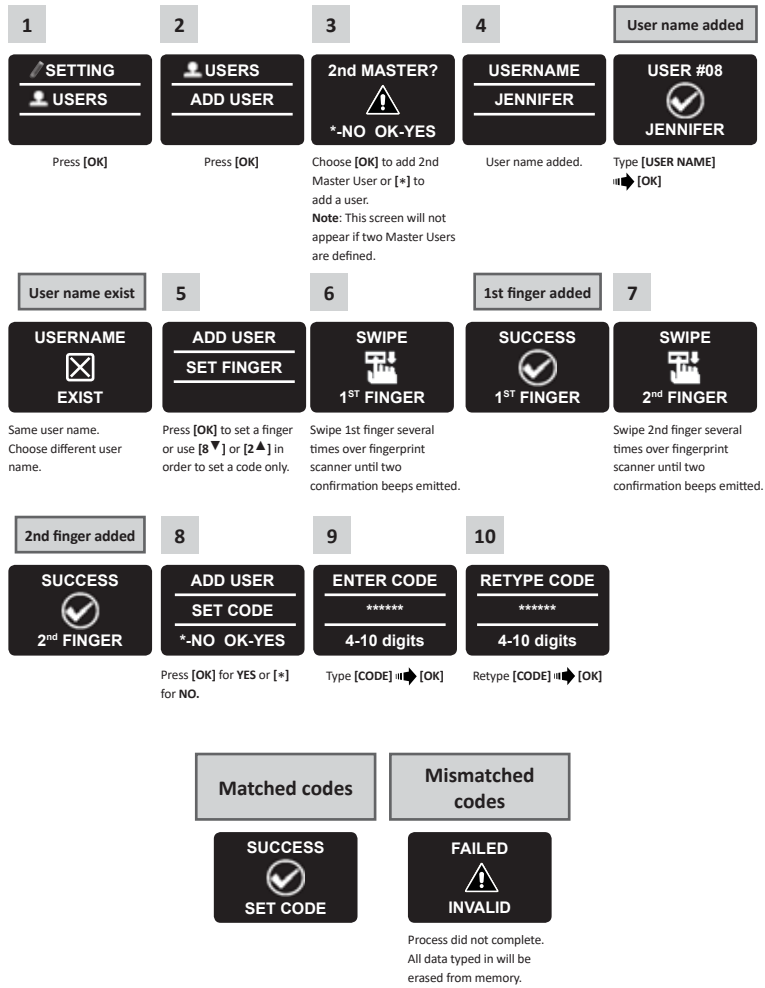 1
SETTING
USERS
Press [OK]
2
USERS
ADD USER
Press [OK]
3
2nd MASTER?
*-NO OK-YES
Choose [OK] to add 2nd
Master User or [*] to
add a user.
Note: This screen will not
appear if two Master Users
are defined.
4
USERNAME
JENNIFER
User name added.
User name added
USER #08
JENNIFER
Type [USER NAME]
[OK]
User name exist
USERNAME
EXIST
Same user name.
Choose different user
name.
5
ADD USER
SET FINGER
Press [OK] to set a finger
or use [8▼] or [2▲] in
order to set a code only.
6
SWIPE
1ST FINGER
Swipe 1st finger several
times over fingerprint
scanner until two
confirmation beeps emitted.
1st finger added
SUCCESS
1ST FINGER
7
SWIPE
2nd FINGER
Swipe 2nd finger several
times over fingerprint
scanner until two
confirmation beeps emitted.
2nd finger added
SUCCESS
2nd FINGER
8
ADD USER
SET CODE
*-NO OK-YES
Press [OK] for YES or [*]
for NO.
9
ENTER CODE
******
4-10 digits
Type [CODE] [OK]
10
RETYPE CODE
******
4-10 digits
Retype [CODE] [OK]
Matched codes
SUCCESS
SET CODE
Mismatched
codes
FAILED
INVALID
Process did not complete.
All data typed in will be
erased from memory.